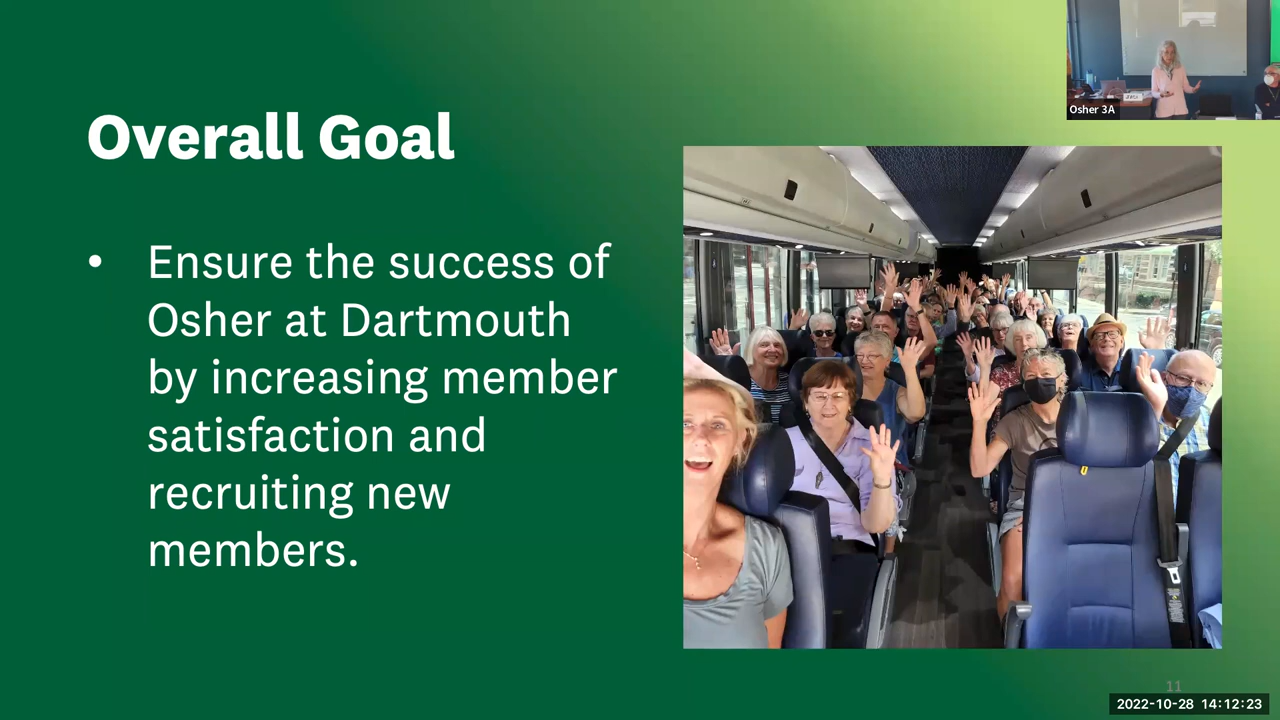 Overall Goal
• Ensure the success of
Osher at Dartmouth
by increasing member
satisfaction and
recruiting new
members.
Osher 3A
11
2022-10-28 14:12:23